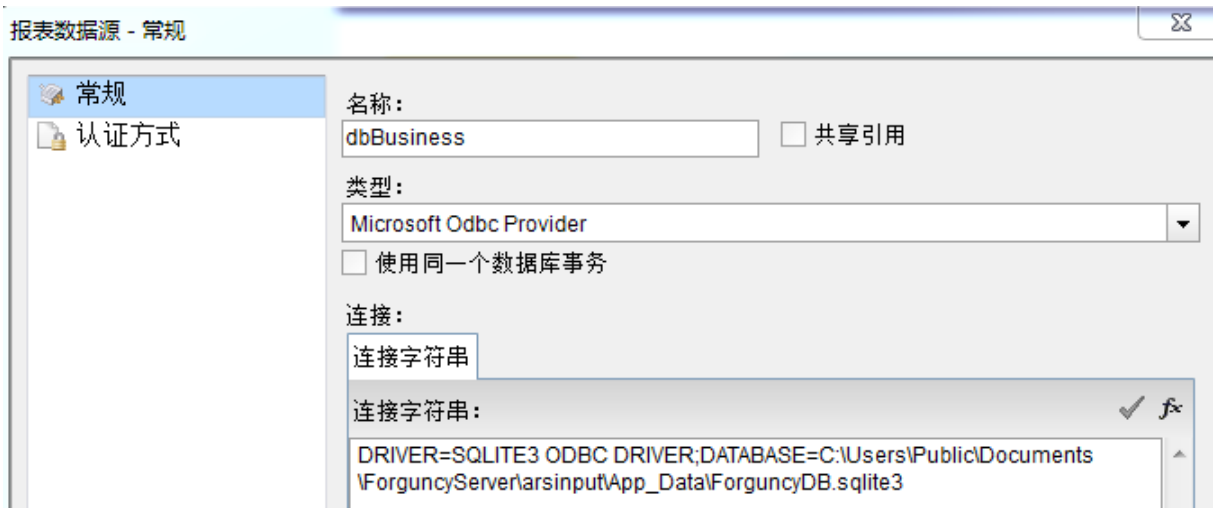 报表数据源 - 常规
常规
认证方式
名称：
dbBusiness
共享引用
类型：
Microsoft Odbc Provider
使用同一个数据库事务
连接：
连接字符串
连接字符串：
fx
DRIVER=SQLITE3 ODBC DRIVER;DATABASE=C:\Users\Public\Documents
\ForguncyServer\arsinput\App_Data\ForguncyDB.sqlite3